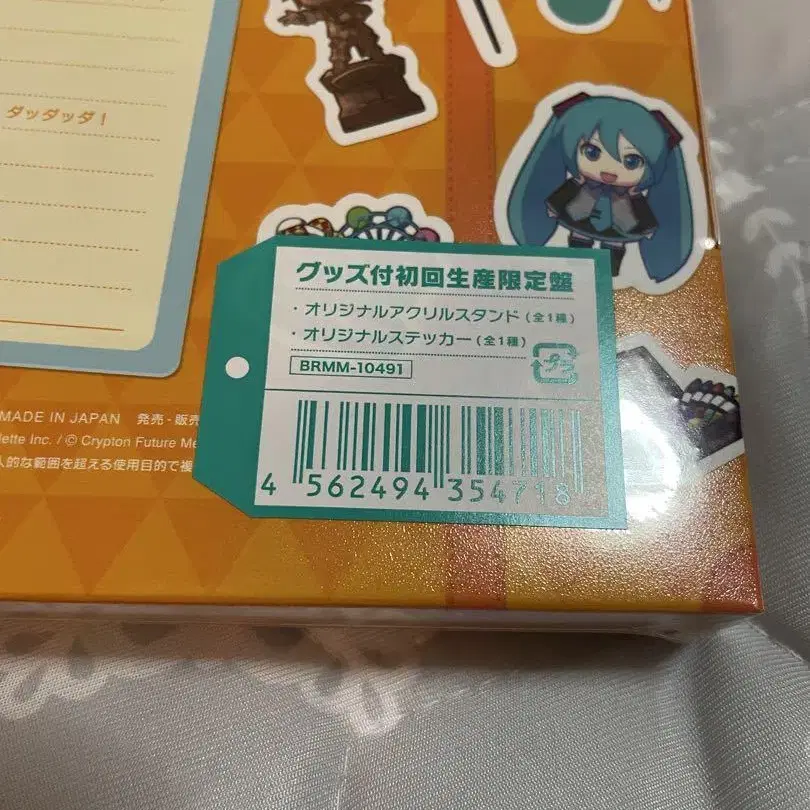 ダッダッダ！
グッズ付初回生産限定盤
・オリジナルアクリルスタンド（全1種）
・オリジナルステッカー（全1種）
プラ
BRMM-10491
4 562494 354718
MADE IN JAPAN 発売・販売
lette Inc. / © Crypton Future Me
人的な範囲を超える使用目的で複